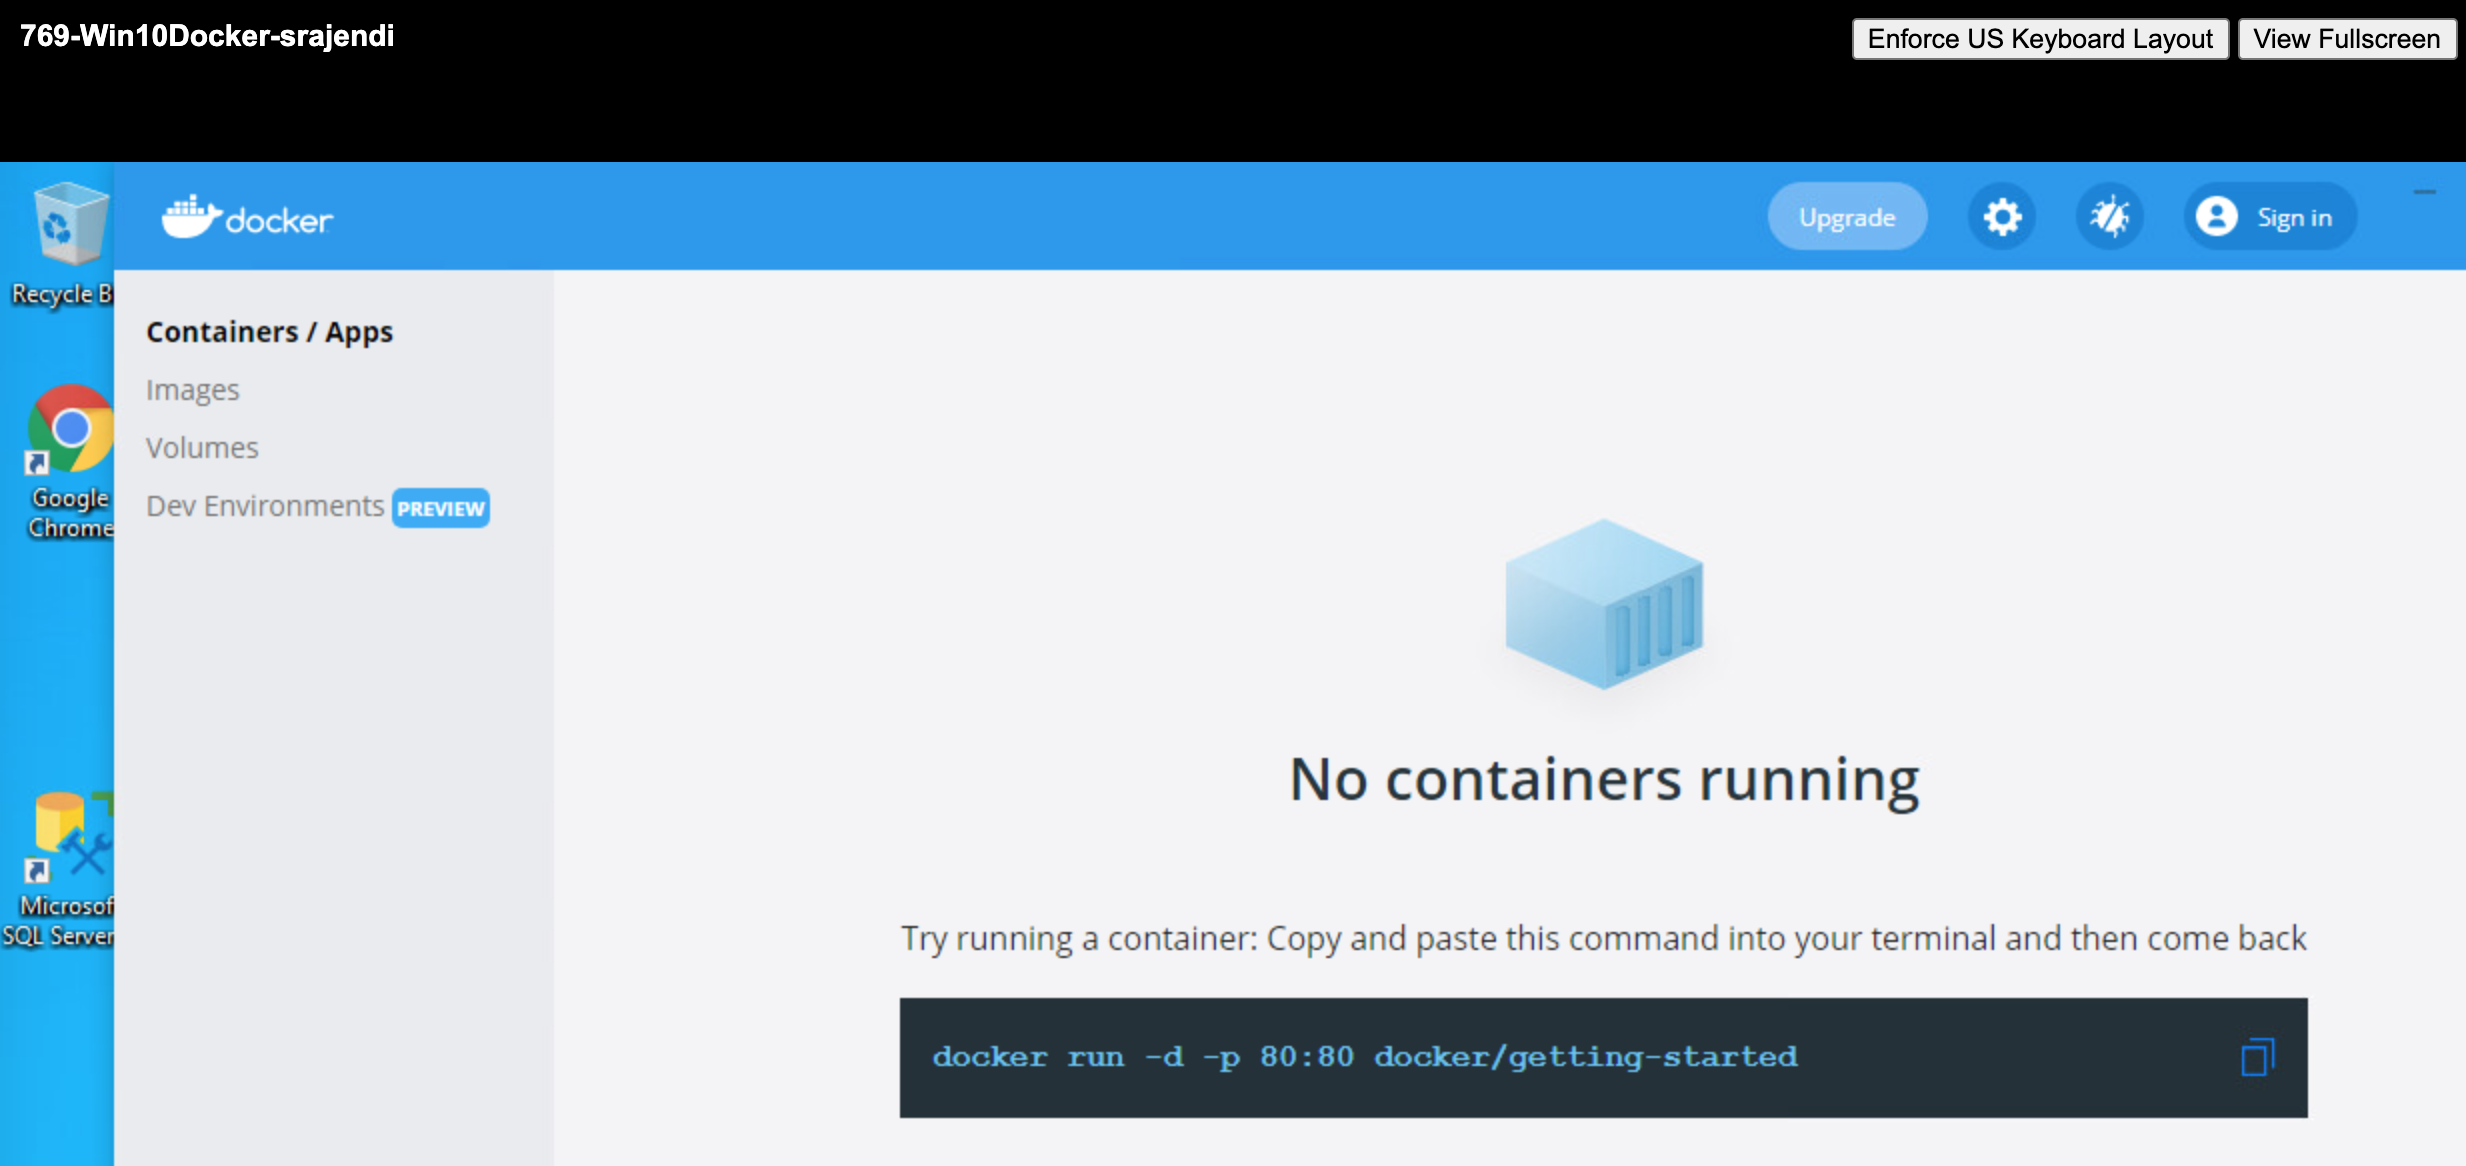 769-Win10Docker-srajendi
Enforce US Keyboard Layout
View Fullscreen
docker
Upgrade
Sign in
Recycle B
Google
Chrome
Microsof
SQL Server
Containers / Apps
Images
Volumes
Dev Environments PREVIEW
No containers running
Try running a container: Copy and paste this command into your terminal and then come back
docker run -d -p 80:80 docker/getting-started